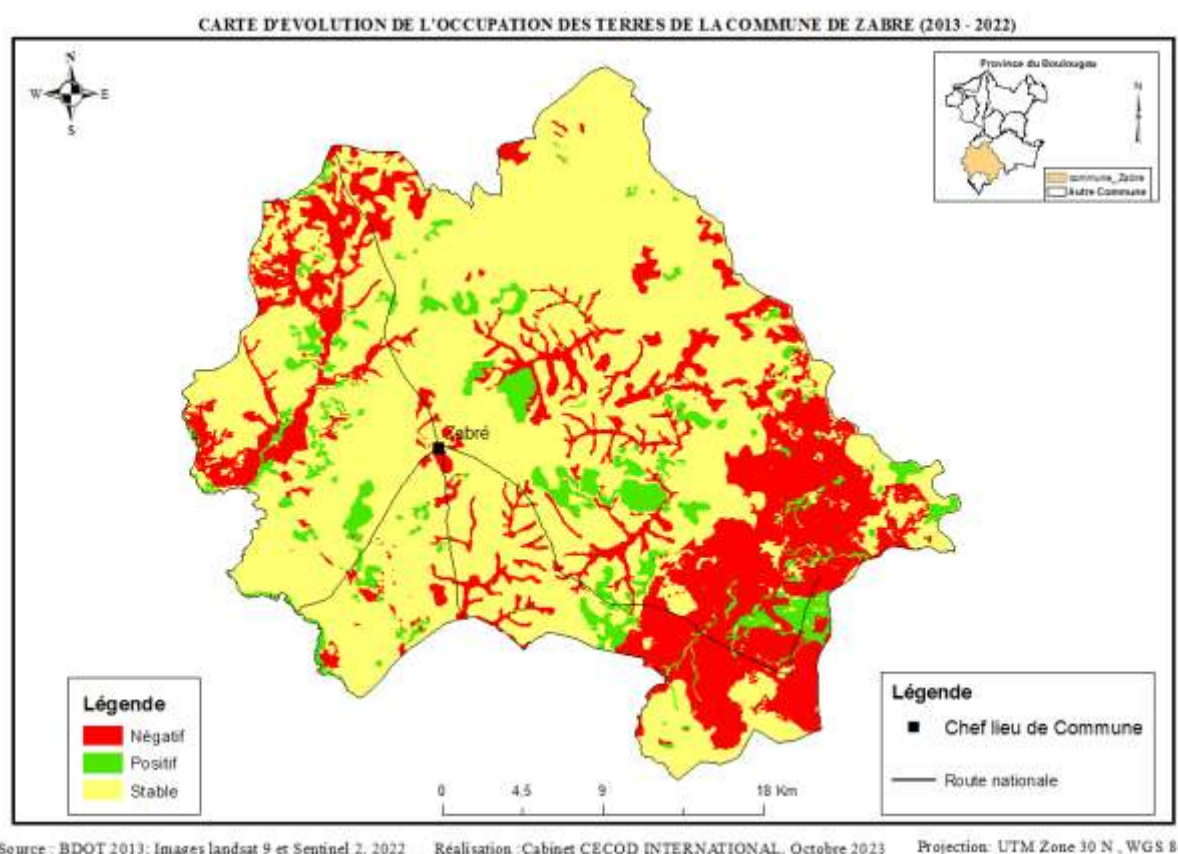 CARTE D'EVOLUTION DE L'OCCUPATION DES TERRES DE LA COMMUNE DE ZABRE (2013 - 2022)
N
W E
S
Province du Boulougou
N
commune_Zabre
Autre Commune
Zabré
Légende
Négatif
Positif
Stable
0 4.5 9 18 Km
Légende
Chef lieu de Commune
Route nationale
Source : BDOT 2013; Images landsat 9 et Sentinel 2, 2022 Réalisation :Cabinet CECOD INTERNATIONAL, Octobre 2023 Projection: UTM Zone 30 N , WGS 8